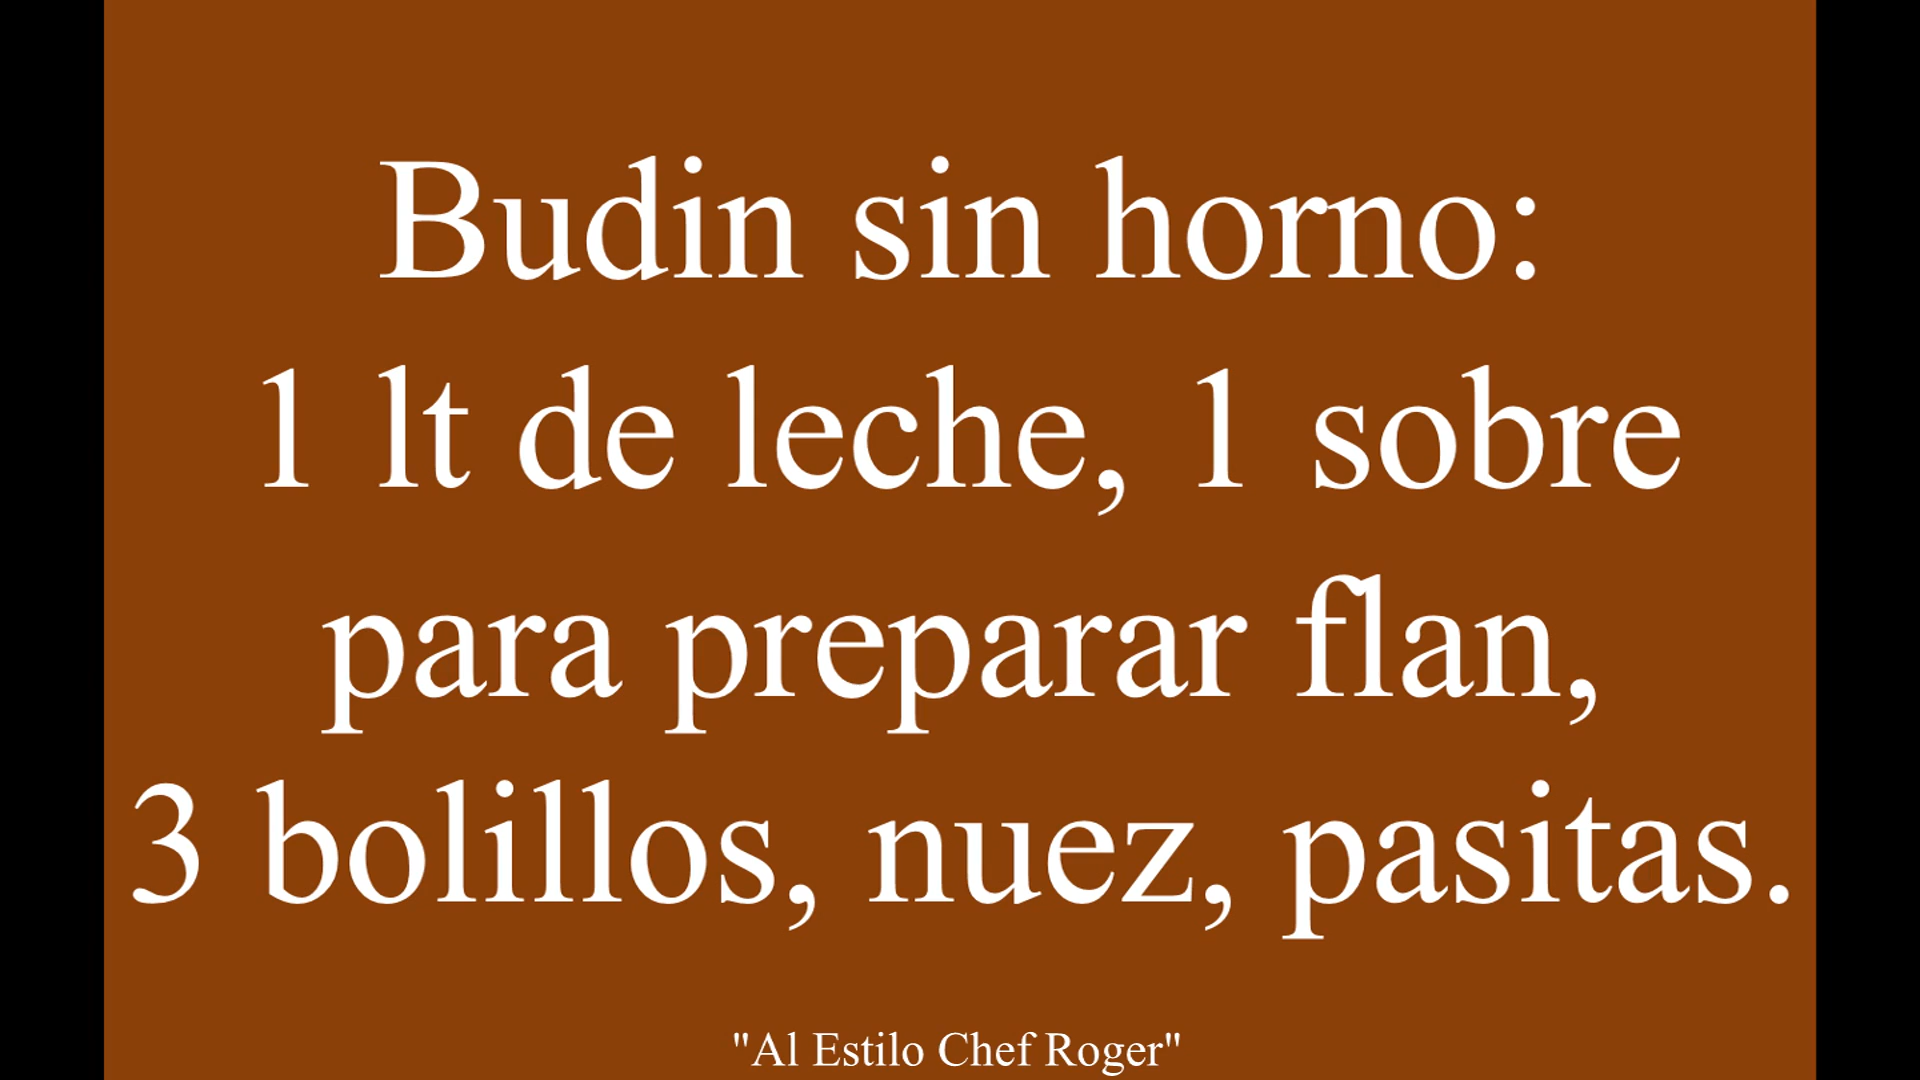 Budin sin horno:
1 lt de leche, 1 sobre
para preparar flan,
3 bolillos, nuez, pasitas.
"Al Estilo Chef Roger"